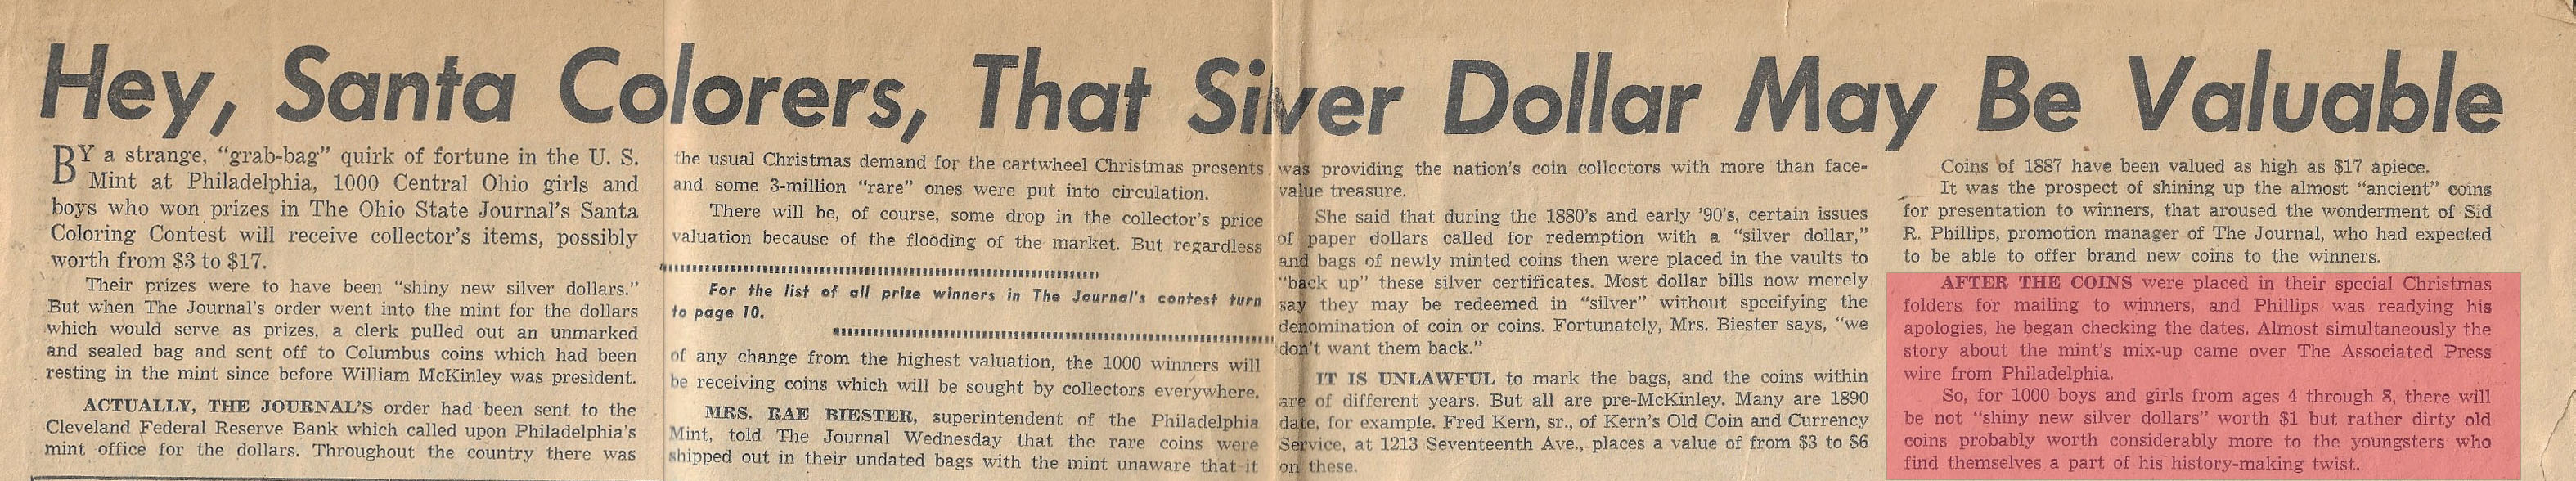 Hey, Santa Colorers, That Silver Dollar May Be Valuable
BY a strange, “grab-bag” quirk of fortune in the U. S.
Mint at Philadelphia, 1000 Central Ohio girls and
boys who won prizes in The Ohio State Journal’s Santa
Coloring Contest will receive collector’s items, possibly
worth from $3 to $17.
Their prizes were to have been “shiny new silver dollars.”
But when The Journal’s order went into the mint for the dollars
which would serve as prizes, a clerk pulled out an unmarked
and sealed bag and sent off to Columbus coins which had been
resting in the mint since before William McKinley was president.
ACTUALLY, THE JOURNAL’S order had been sent to the
Cleveland Federal Reserve Bank which called upon Philadelphia’s
mint office for the dollars. Throughout the country there was
the usual Christmas demand for the cartwheel Christmas presents
and some 3-million “rare” ones were put into circulation.
There will be, of course, some drop in the collector’s price
valuation because of the flooding of the market. But regardless
For the list of all prize winners in The Journal’s contest turn
to page 10.
of any change from the highest valuation, the 1000 winners will
be receiving coins which will be sought by collectors everywhere.
MRS. RAE BIESTER, superintendent of the Philadelphia
Mint, told The Journal Wednesday that the rare coins were
shipped out in their undated bags with the mint unaware that it
was providing the nation’s coin collectors with more than face-
value treasure.
She said that during the 1880’s and early ’90’s, certain issues
of paper dollars called for redemption with a “silver dollar,”
and bags of newly minted coins then were placed in the vaults to
“back up” these silver certificates. Most dollar bills now merely
say they may be redeemed in “silver” without specifying the
denomination of coin or coins. Fortunately, Mrs. Biester says, “we
don’t want them back.”
IT IS UNLAWFUL to mark the bags, and the coins within
are of different years. But all are pre-McKinley. Many are 1890
date, for example. Fred Kern, sr., of Kern’s Old Coin and Currency
Service, at 1213 Seventeenth Ave., places a value of from $3 to $6
on these.
Coins of 1887 have been valued as high as $17 apiece.
It was the prospect of shining up the almost “ancient” coins
for presentation to winners, that aroused the wonderment of Sid
R. Phillips, promotion manager of The Journal, who had expected
to be able to offer brand new coins to the winners.
AFTER THE COINS were placed in their special Christmas
folders for mailing to winners, and Phillips was readying his
apologies, he began checking the dates. Almost simultaneously the
story about the mint’s mix-up came over The Associated Press
wire from Philadelphia.
So, for 1000 boys and girls from ages 4 through 8, there will
be not “shiny new silver dollars” worth $1 but rather dirty old
coins probably worth considerably more to the youngsters who
find themselves a part of his history-making twist.